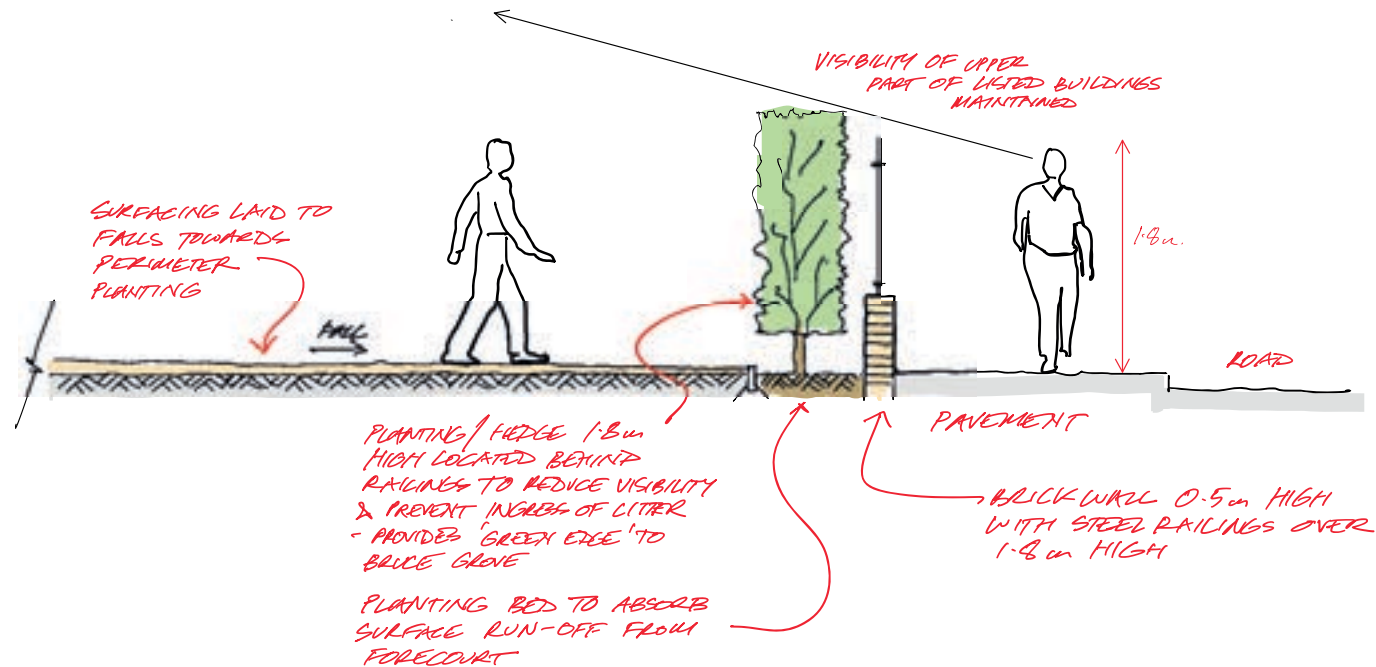 VISIBILITY OF UPPER
PART OF LISTED BUILDINGS
MAINTAINED
SURFACING LAID TO
FALLS TOWARDS
PERIMETER
PLANTING
FALL
1.8m.
ROAD
PAVEMENT
PLANTING/HEDGE 1.8m
HIGH LOCATED BEHIND
RAILINGS TO REDUCE VISIBILITY
& PREVENT INGRESS OF LITTER
- PROVIDES 'GREEN EDGE' TO
BRUCE GROVE
BRICK WALL 0.5m HIGH
WITH STEEL RAILINGS OVER
1.8m HIGH
PLANTING BED TO ABSORB
SURFACE RUN-OFF FROM
FORECOURT